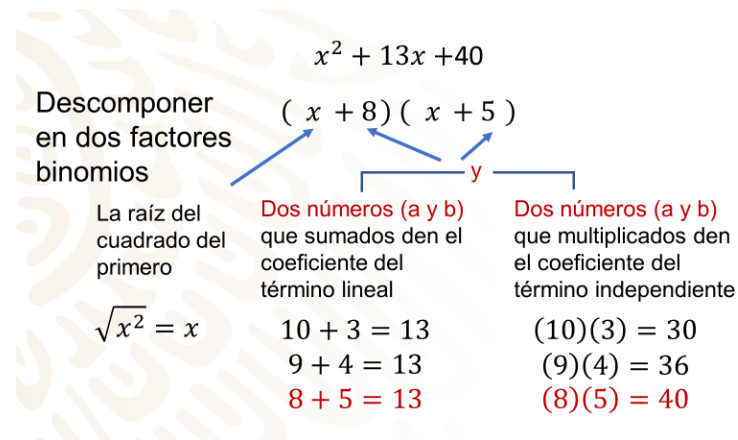 x² + 13x +40
Descomponer
en dos factores
binomios
( x + 8) ( x + 5 )
y
La raíz del
cuadrado del
primero
√x² = x
Dos números (a y b)
que sumados den el
coeficiente del
término lineal
10 + 3 = 13
9 + 4 = 13
8 + 5 = 13
Dos números (a y b)
que multiplicados den
el coeficiente del
término independiente
(10)(3) = 30
(9)(4) = 36
(8)(5) = 40